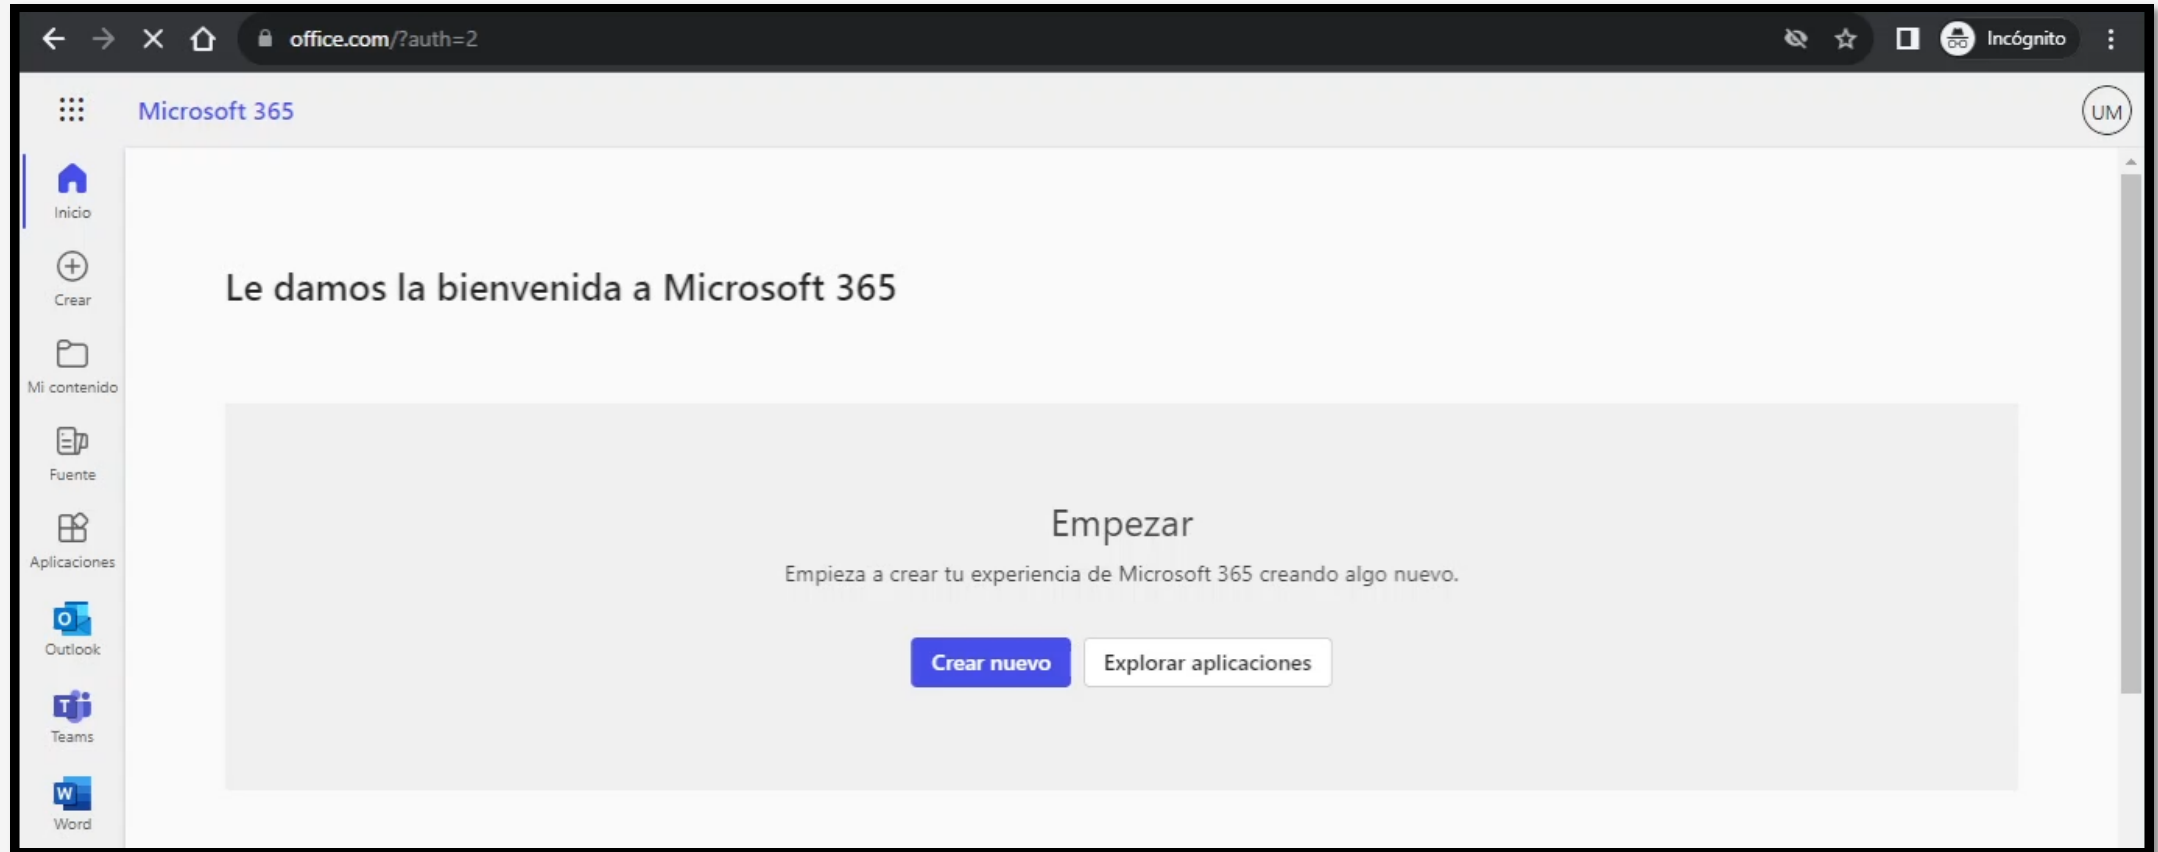 office.com/?auth=2
Incógnito
Microsoft 365
UM
Inicio
Crear
Mi contenido
Fuente
Aplicaciones
Outlook
Teams
Word
Le damos la bienvenida a Microsoft 365
Empezar
Empieza a crear tu experiencia de Microsoft 365 creando algo nuevo.
Crear nuevo
Explorar aplicaciones